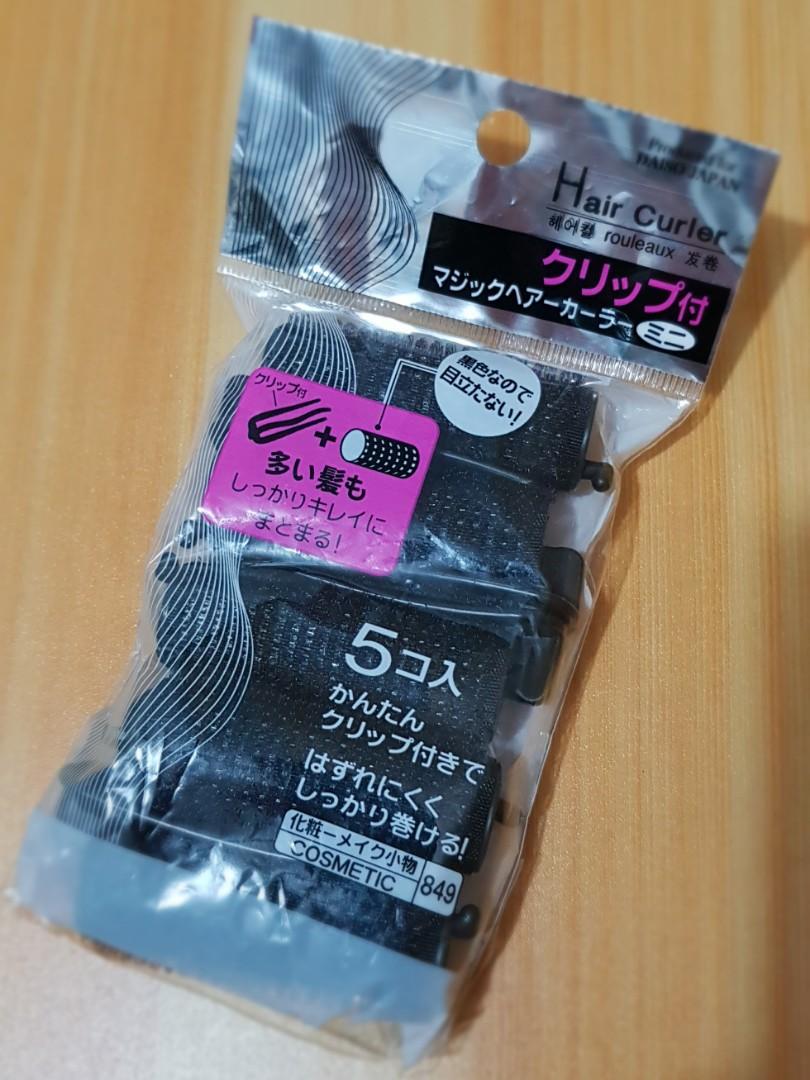 Produced for
DAISO JAPAN
Hair Curler
헤어컬 rouleaux 发卷
クリップ付
マジックヘアーカーラー ミニ
黒色なので
目立たない!
クリップ付
+
多い髪も
しっかりキレイに
まとまる!
5コ入
かんたん
クリップ付きで
はずれにくく
しっかり巻ける!
化粧ーメイク小物
COSMETIC
849